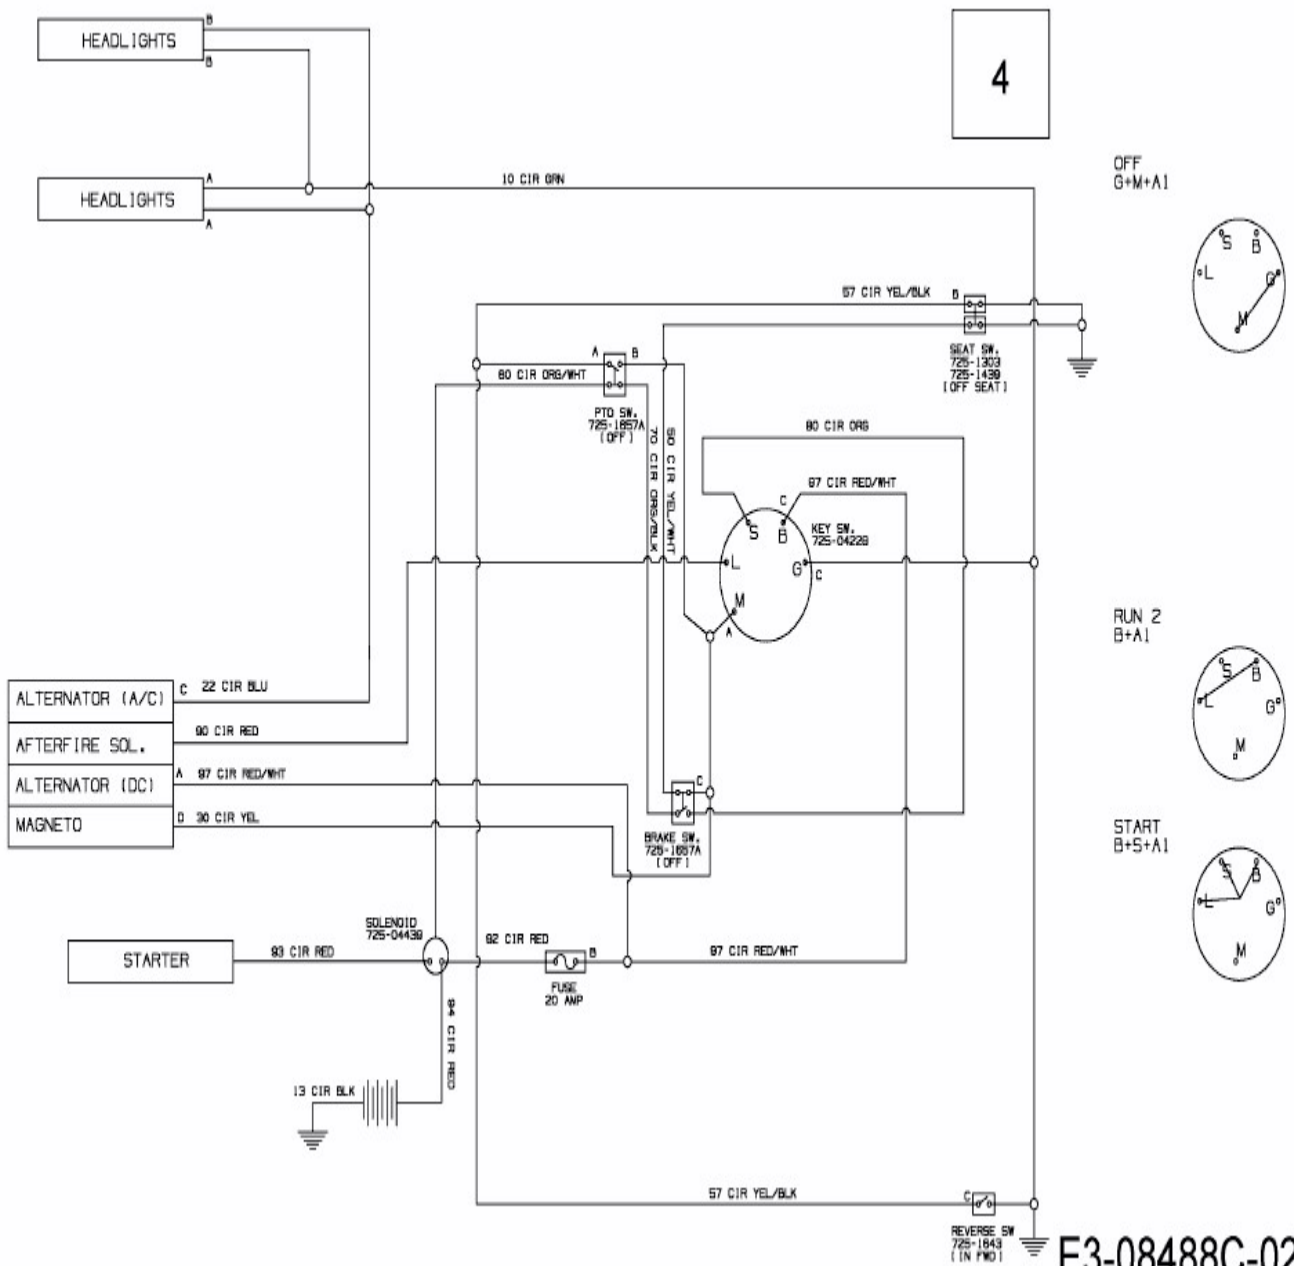 B
HEADLIGHTS
B
4
OFF
G+M+A1
A
HEADLIGHTS
A
10 CIR GRN
S B
L G
M
57 CIR YEL/BLK
B
SEAT SW.
725-1303
725-1439
(OFF SEAT)
A B
60 CIR ORG/WHT
PTO SW.
725-1657A
(OFF)
70 CIR ORG/BLK
50 CIR YEL/WHT
80 CIR ORG
97 CIR RED/WHT
C
S B
KEY SW.
725-04228
L G
C
M
A
RUN 2
B+A1
S B
L G
M
ALTERNATOR (A/C)
C
22 CIR BLU
AFTERFIRE SOL.
90 CIR RED
ALTERNATOR (DC)
A
97 CIR RED/WHT
MAGNETO
D
30 CIR YEL
C
BRAKE SW.
725-1657A
(OFF)
START
B+S+A1
S B
L G
M
STARTER
93 CIR RED
SOLENOID
725-04439
92 CIR RED
B
FUSE
20 AMP
97 CIR RED/WHT
94 CIR RED
13 CIR BLK
57 CIR YEL/BLK
C
REVERSE SW
725-1643
(IN FWD)
E3-08488C-02